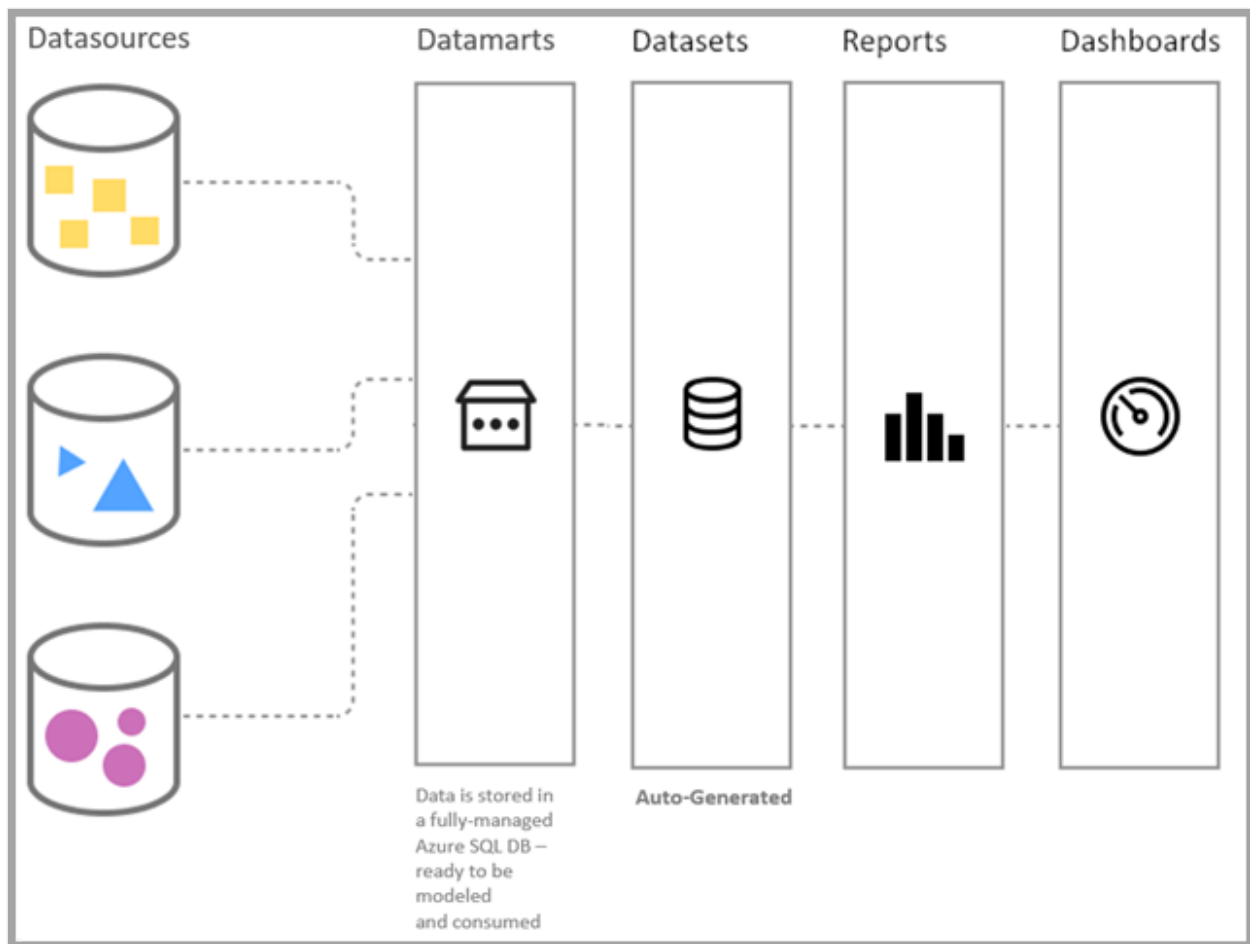 Datasources
Datamarts
Datasets
Reports
Dashboards
Data is stored in
a fully-managed
Azure SQL DB –
ready to be
modeled
and consumed
Auto-Generated